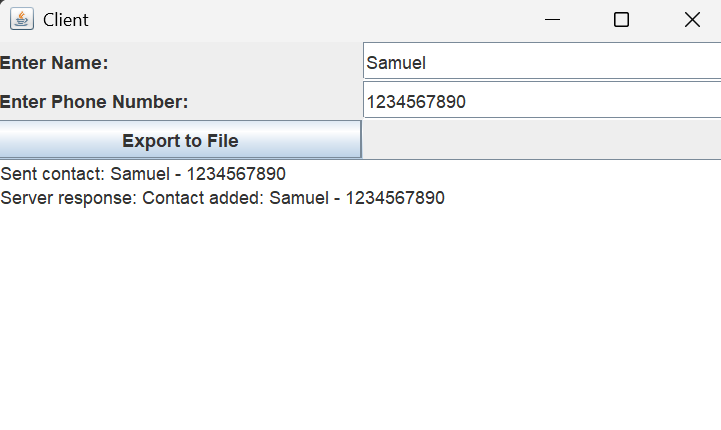 Client
Enter Name: Samuel
Enter Phone Number: 1234567890
Export to File
Sent contact: Samuel - 1234567890
Server response: Contact added: Samuel - 1234567890